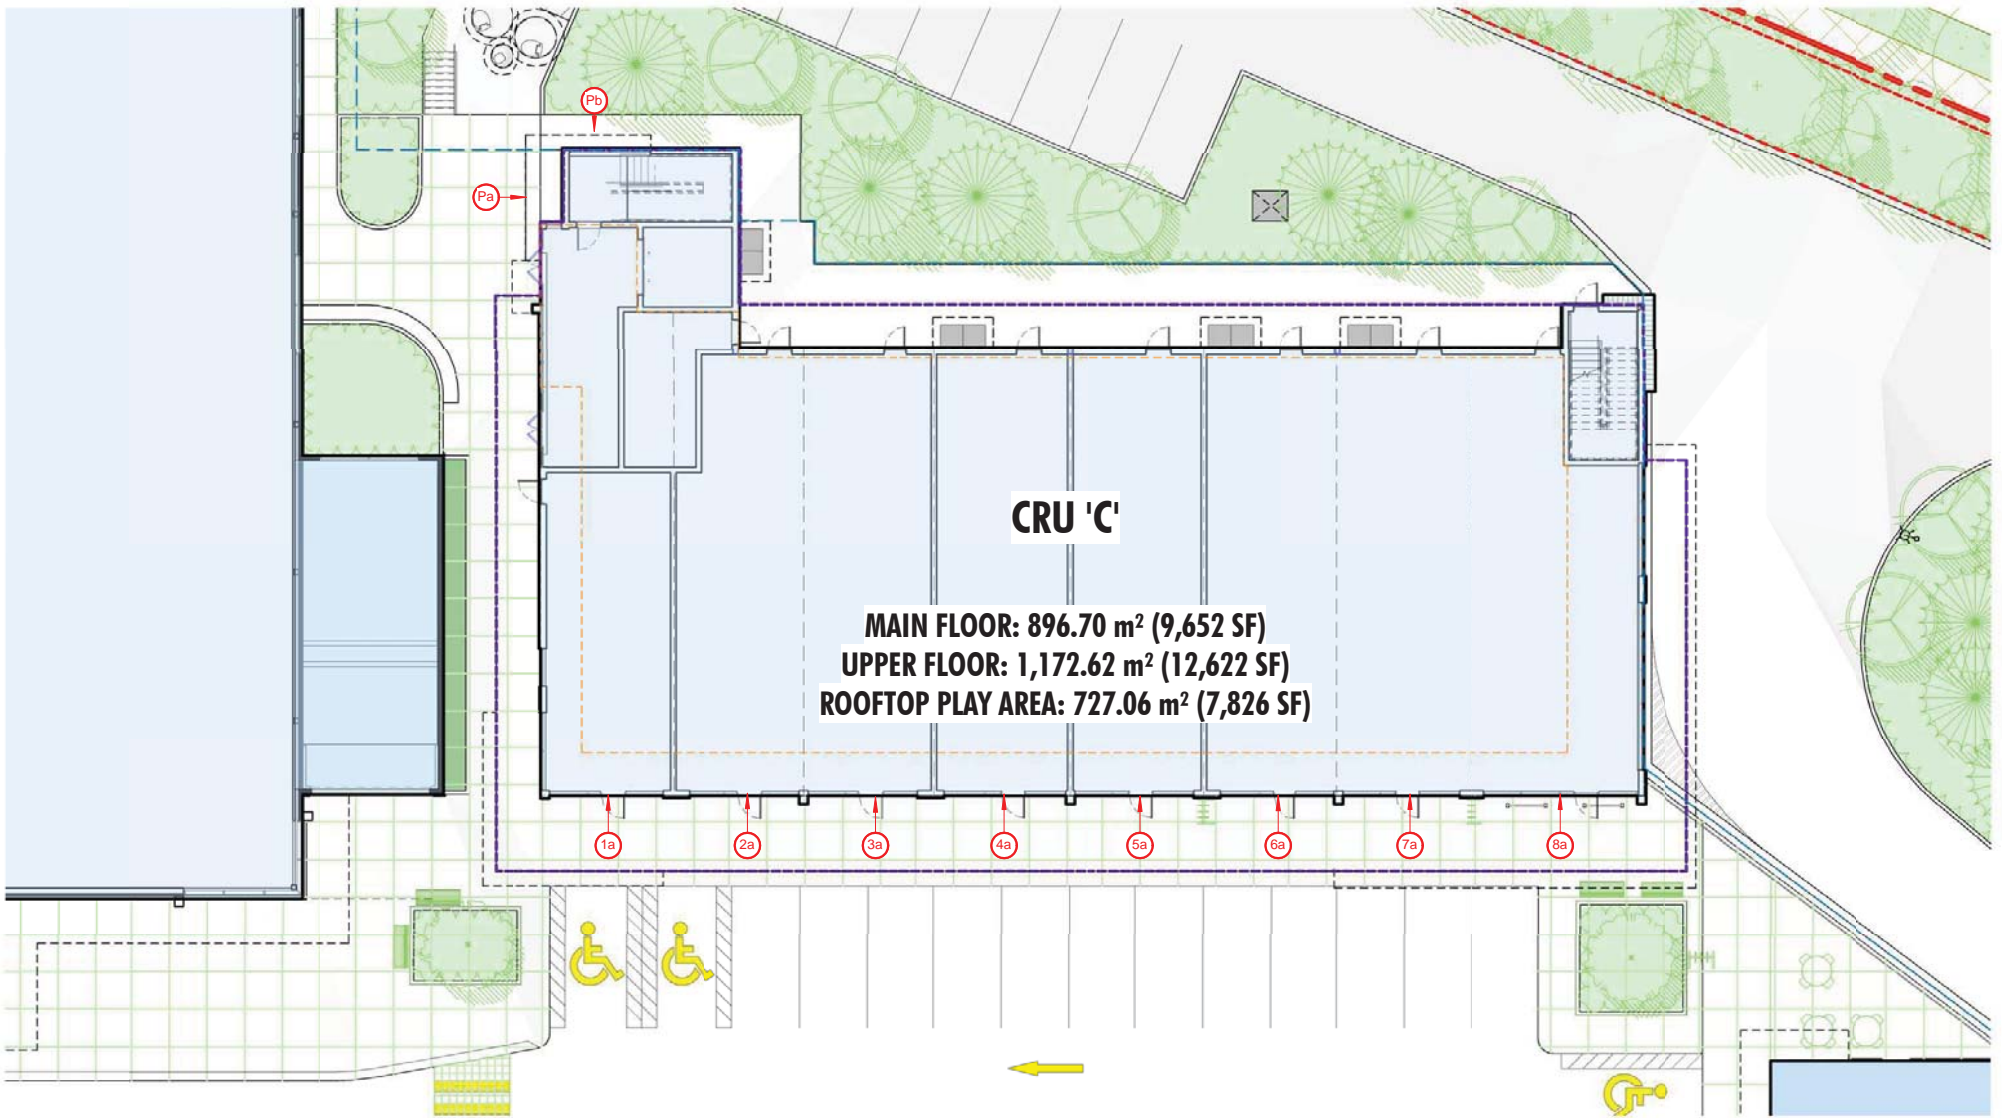 Pb
Pa
CRU 'C'
MAIN FLOOR: 896.70 m² (9,652 SF)
UPPER FLOOR: 1,172.62 m² (12,622 SF)
ROOFTOP PLAY AREA: 727.06 m² (7,826 SF)
1a 2a 3a 4a 5a 6a 7a 8a